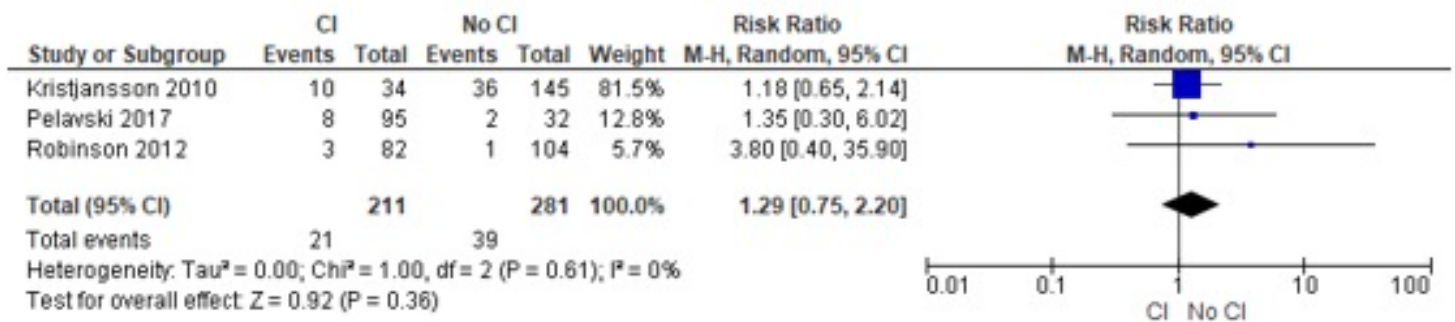 CI No CI Risk Ratio Risk Ratio
Study or Subgroup Events Total Events Total Weight M-H, Random, 95% CI M-H, Random, 95% CI
Kristjansson 2010 10 34 36 145 81.5% 1.18 [0.65, 2.14]
Pelavski 2017 8 95 2 32 12.8% 1.35 [0.30, 6.02]
Robinson 2012 3 82 1 104 5.7% 3.80 [0.40, 35.90]
Total (95% CI) 211 281 100.0% 1.29 [0.75, 2.20]
Total events 21 39
Heterogeneity: Tau² = 0.00; Chi² = 1.00, df = 2 (P = 0.61); I² = 0%
Test for overall effect: Z = 0.92 (P = 0.36)
0.01 0.1 1 10 100
CI No CI